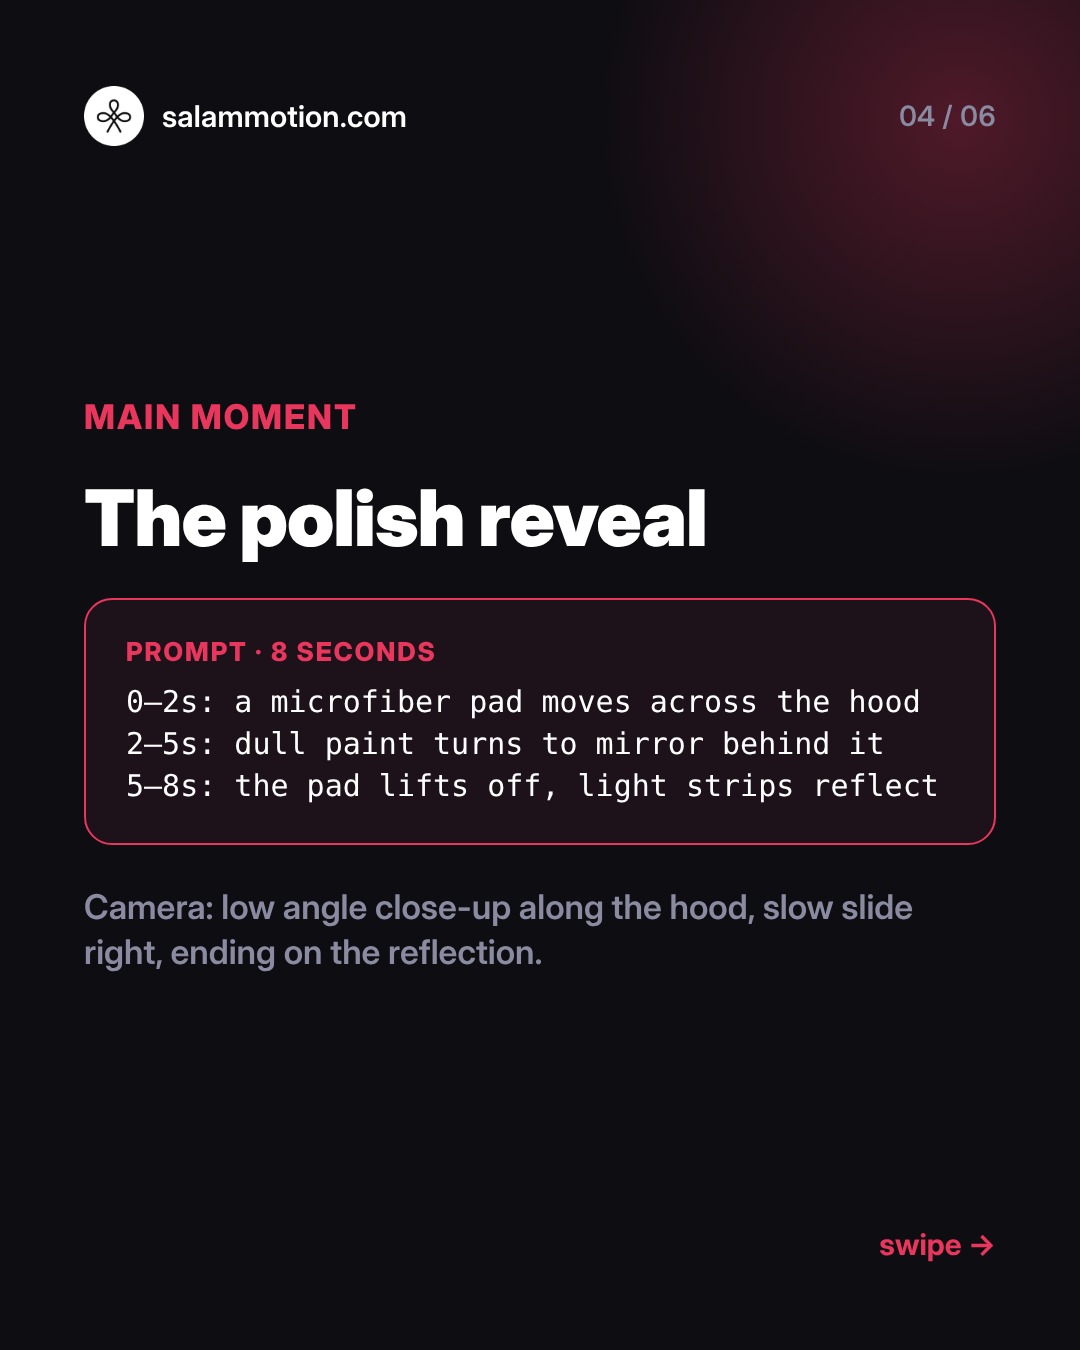 salammotion.com
04 / 06
MAIN MOMENT
The polish reveal
PROMPT · 8 SECONDS
0–2s: a microfiber pad moves across the hood
2–5s: dull paint turns to mirror behind it
5–8s: the pad lifts off, light strips reflect
Camera: low angle close-up along the hood, slow slide
right, ending on the reflection.
swipe →